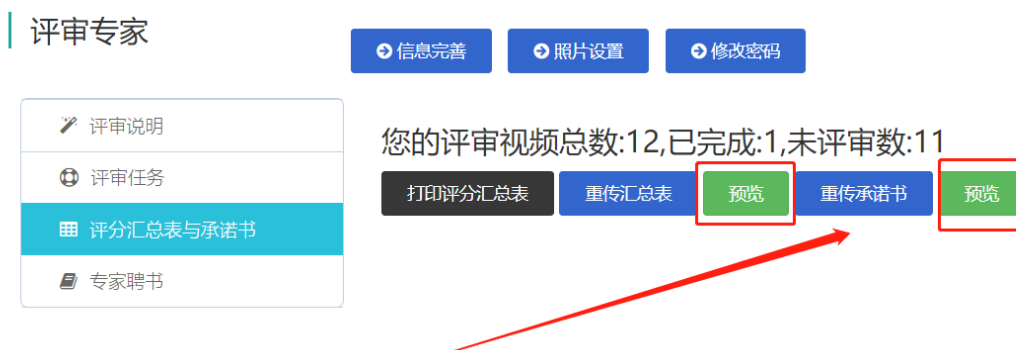 评审专家
信息完善 照片设置 修改密码
评审说明
评审任务
评分汇总表与承诺书
专家聘书
您的评审视频总数:12,已完成:1,未评审数:11
打印评分汇总表 重传汇总表 预览 重传承诺书 预览